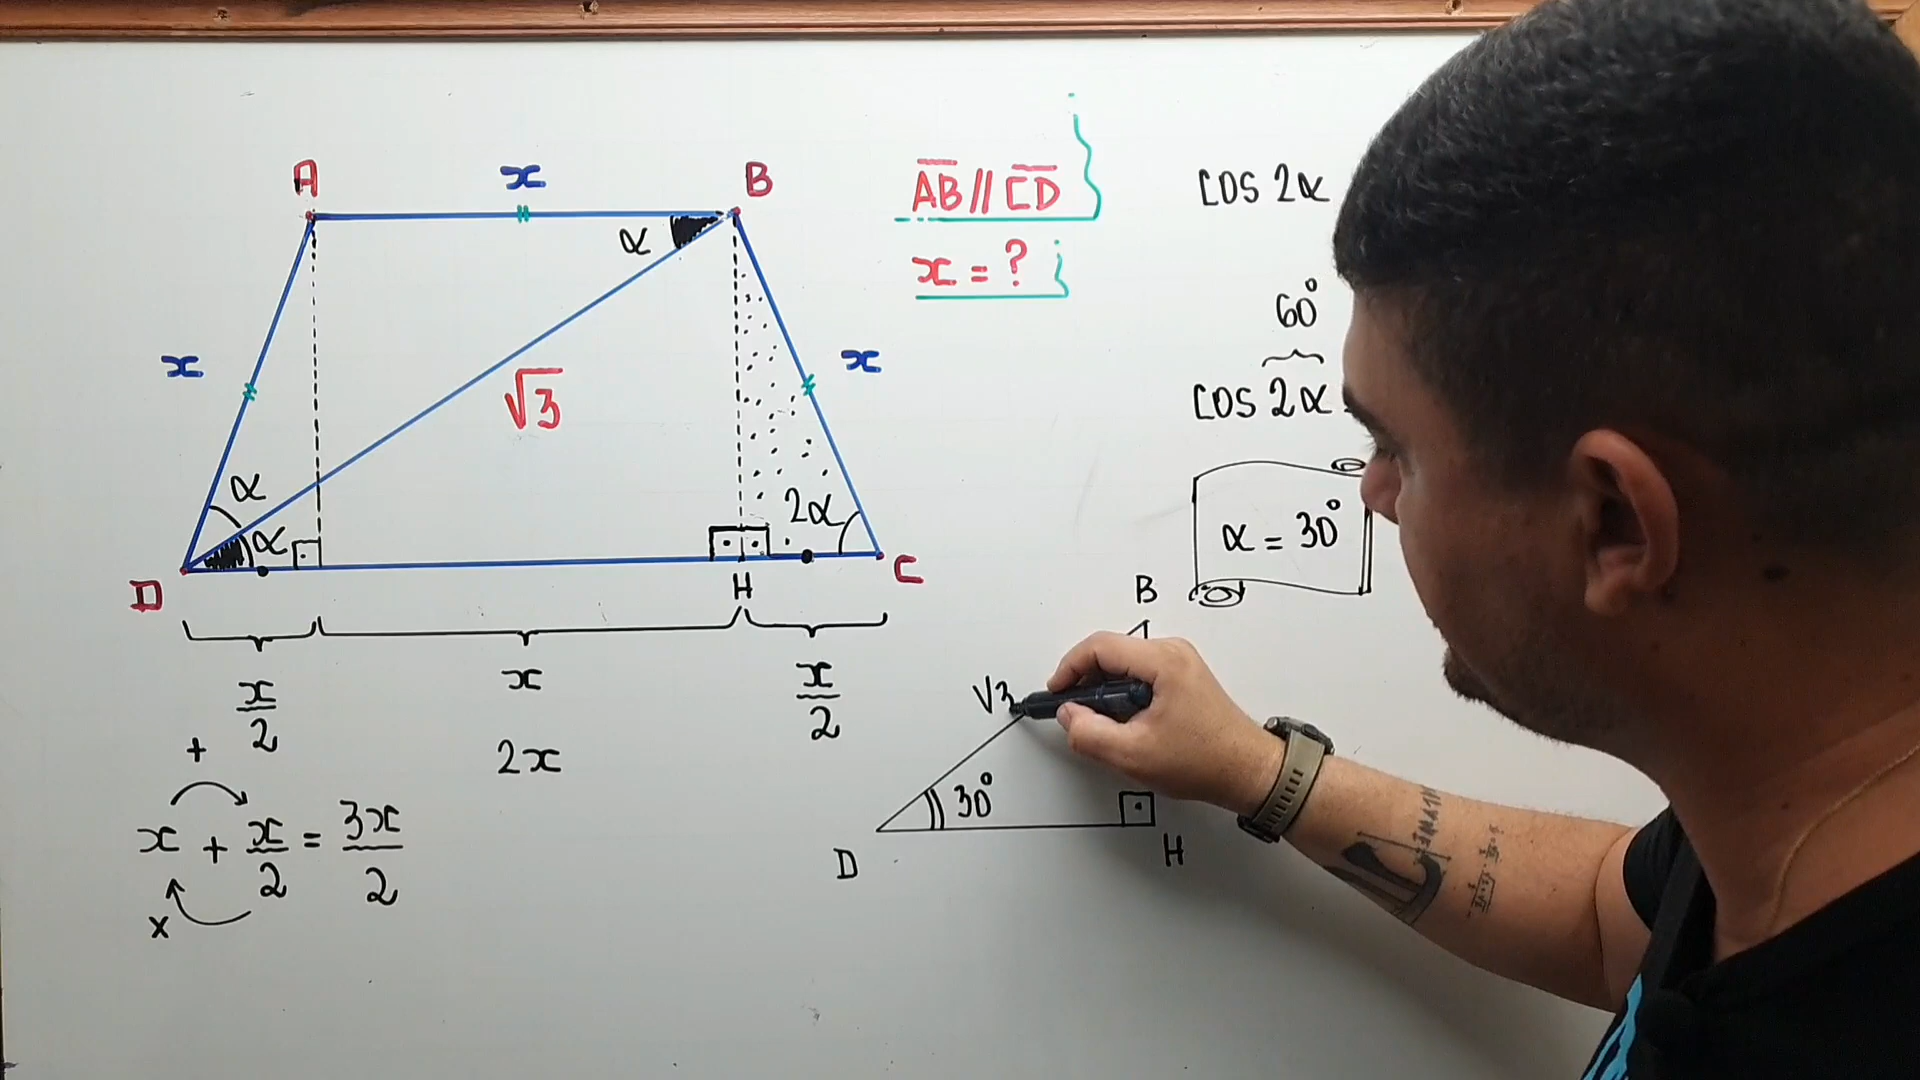 A x B
α
x
√3
x
α
α
2α
D
H
C
x/2
x
x/2
+
2x
x + x/2 = 3x/2
x
AB // CD
x = ?
cos 2α
60°
cos 2α
α = 30°
B
√3
30°
D
H